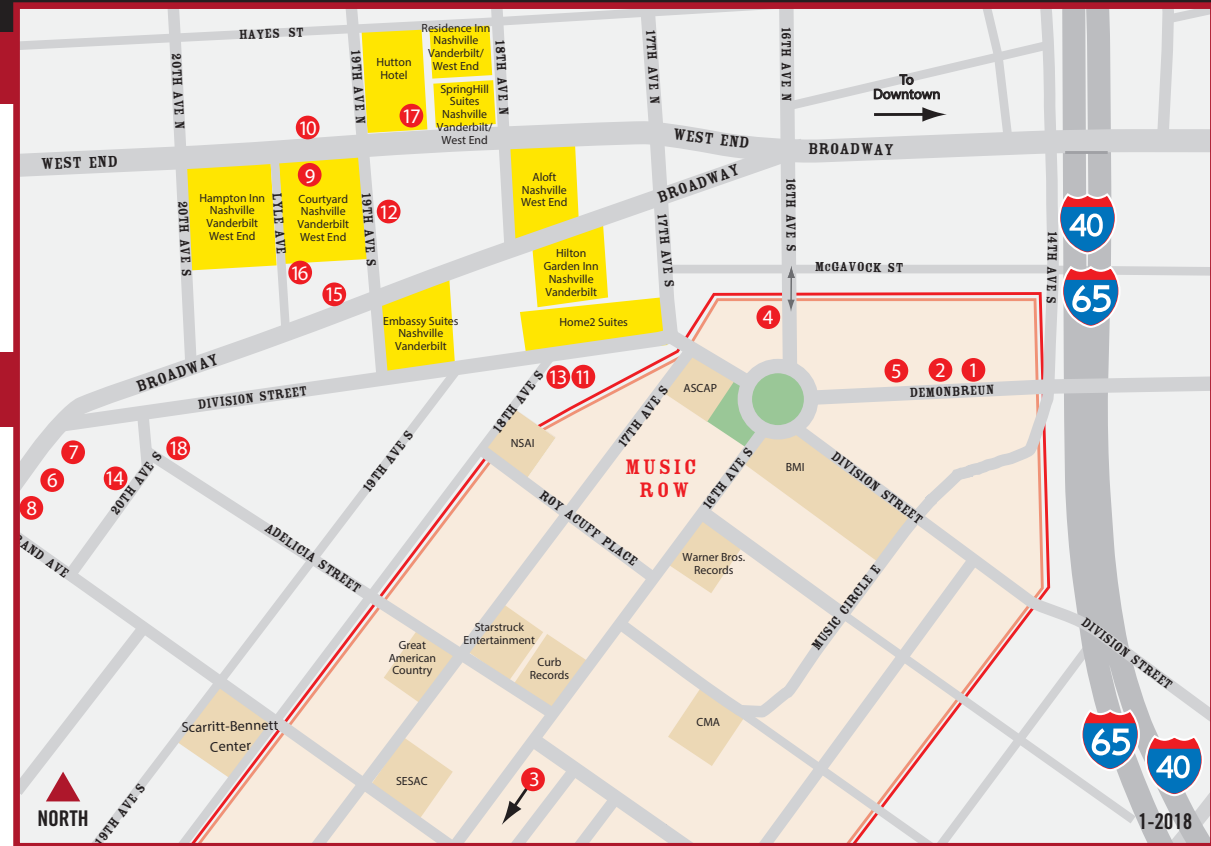 HAYES ST
20TH AVE N
19TH AVE N
18TH AVE N
17TH AVE N
16TH AVE N
Hutton
Hotel
17
Residence Inn
Nashville
Vanderbilt/
West End
SpringHill
Suites
Nashville
Vanderbilt/
West End
To
Downtown
10
WEST END
WEST END
BROADWAY
9
Hampton Inn
Nashville
Vanderbilt
West End
LYLE AVE
Courtyard
Nashville
Vanderbilt
West End
20TH AVE S
19TH AVE S
12
Aloft
Nashville
West End
BROADWAY
17TH AVE S
16TH AVE S
14TH AVE S
40
65
McGAVOCK ST
16
15
Hilton
Garden Inn
Nashville
Vanderbilt
Home2 Suites
Embassy Suites
Nashville
Vanderbilt
4
BROADWAY
DIVISION STREET
13
11
18TH AVE S
17TH AVE S
ASCAP
5
2
1
DEMONBREUN
NSAI
7
6
8
14
18
20TH AVE S
19TH AVE S
MUSIC
ROW
16TH AVE S
BMI
DIVISION STREET
ROY ACUFF PLACE
RAND AVE
ADELICIA STREET
Warner Bros.
Records
MUSIC CIRCLE E
DIVISION STREET
Starstruck
Entertainment
Great
American
Country
Curb
Records
CMA
Scarritt-Bennett
Center
SESAC
3
65
40
NORTH
19TH AVE S
1-2018